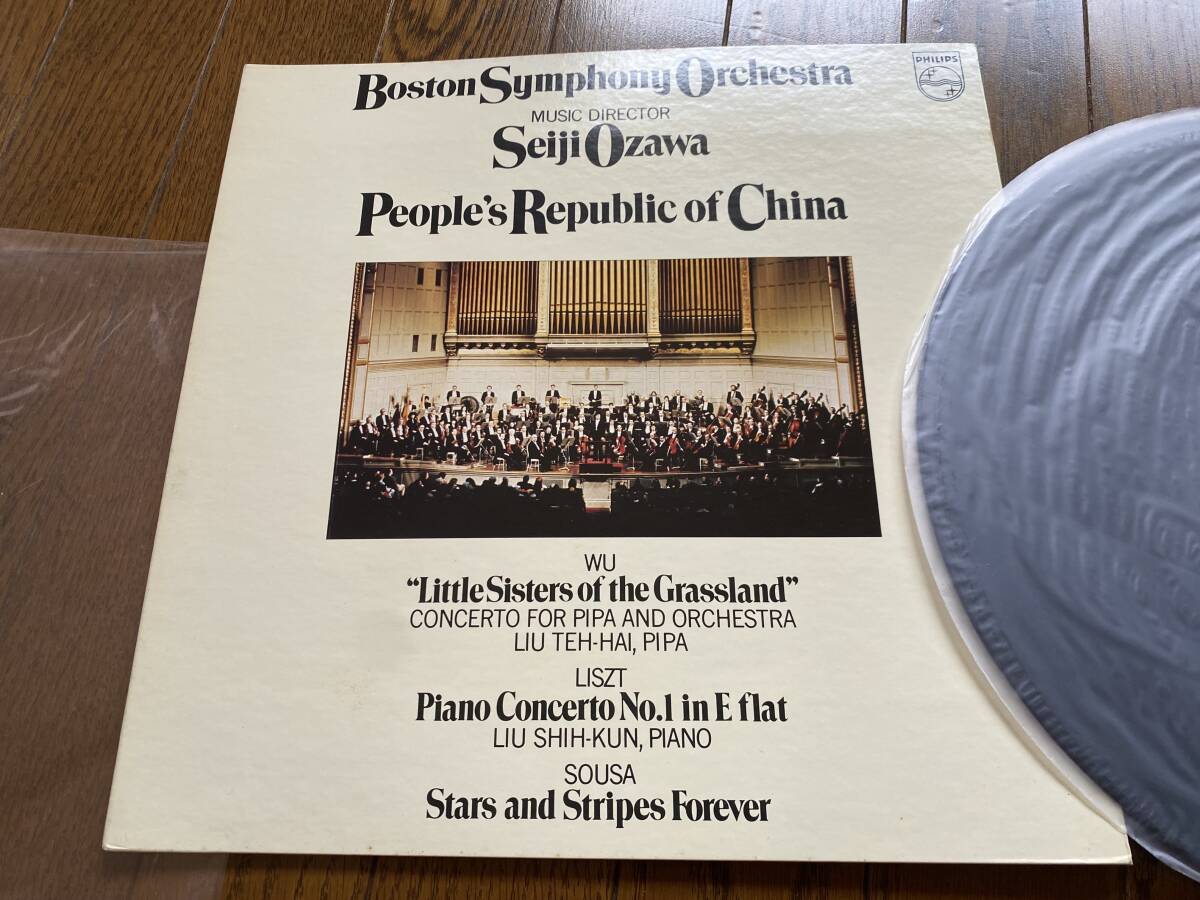 PHILIPS
Boston Symphony Orchestra
MUSIC DIRECTOR
Seiji Ozawa
People's Republic of China
WU
“Little Sisters of the Grassland”
CONCERTO FOR PIPA AND ORCHESTRA
LIU TEH-HAI, PIPA
LISZT
Piano Concerto No.1 in E flat
LIU SHIH-KUN, PIANO
SOUSA
Stars and Stripes Forever